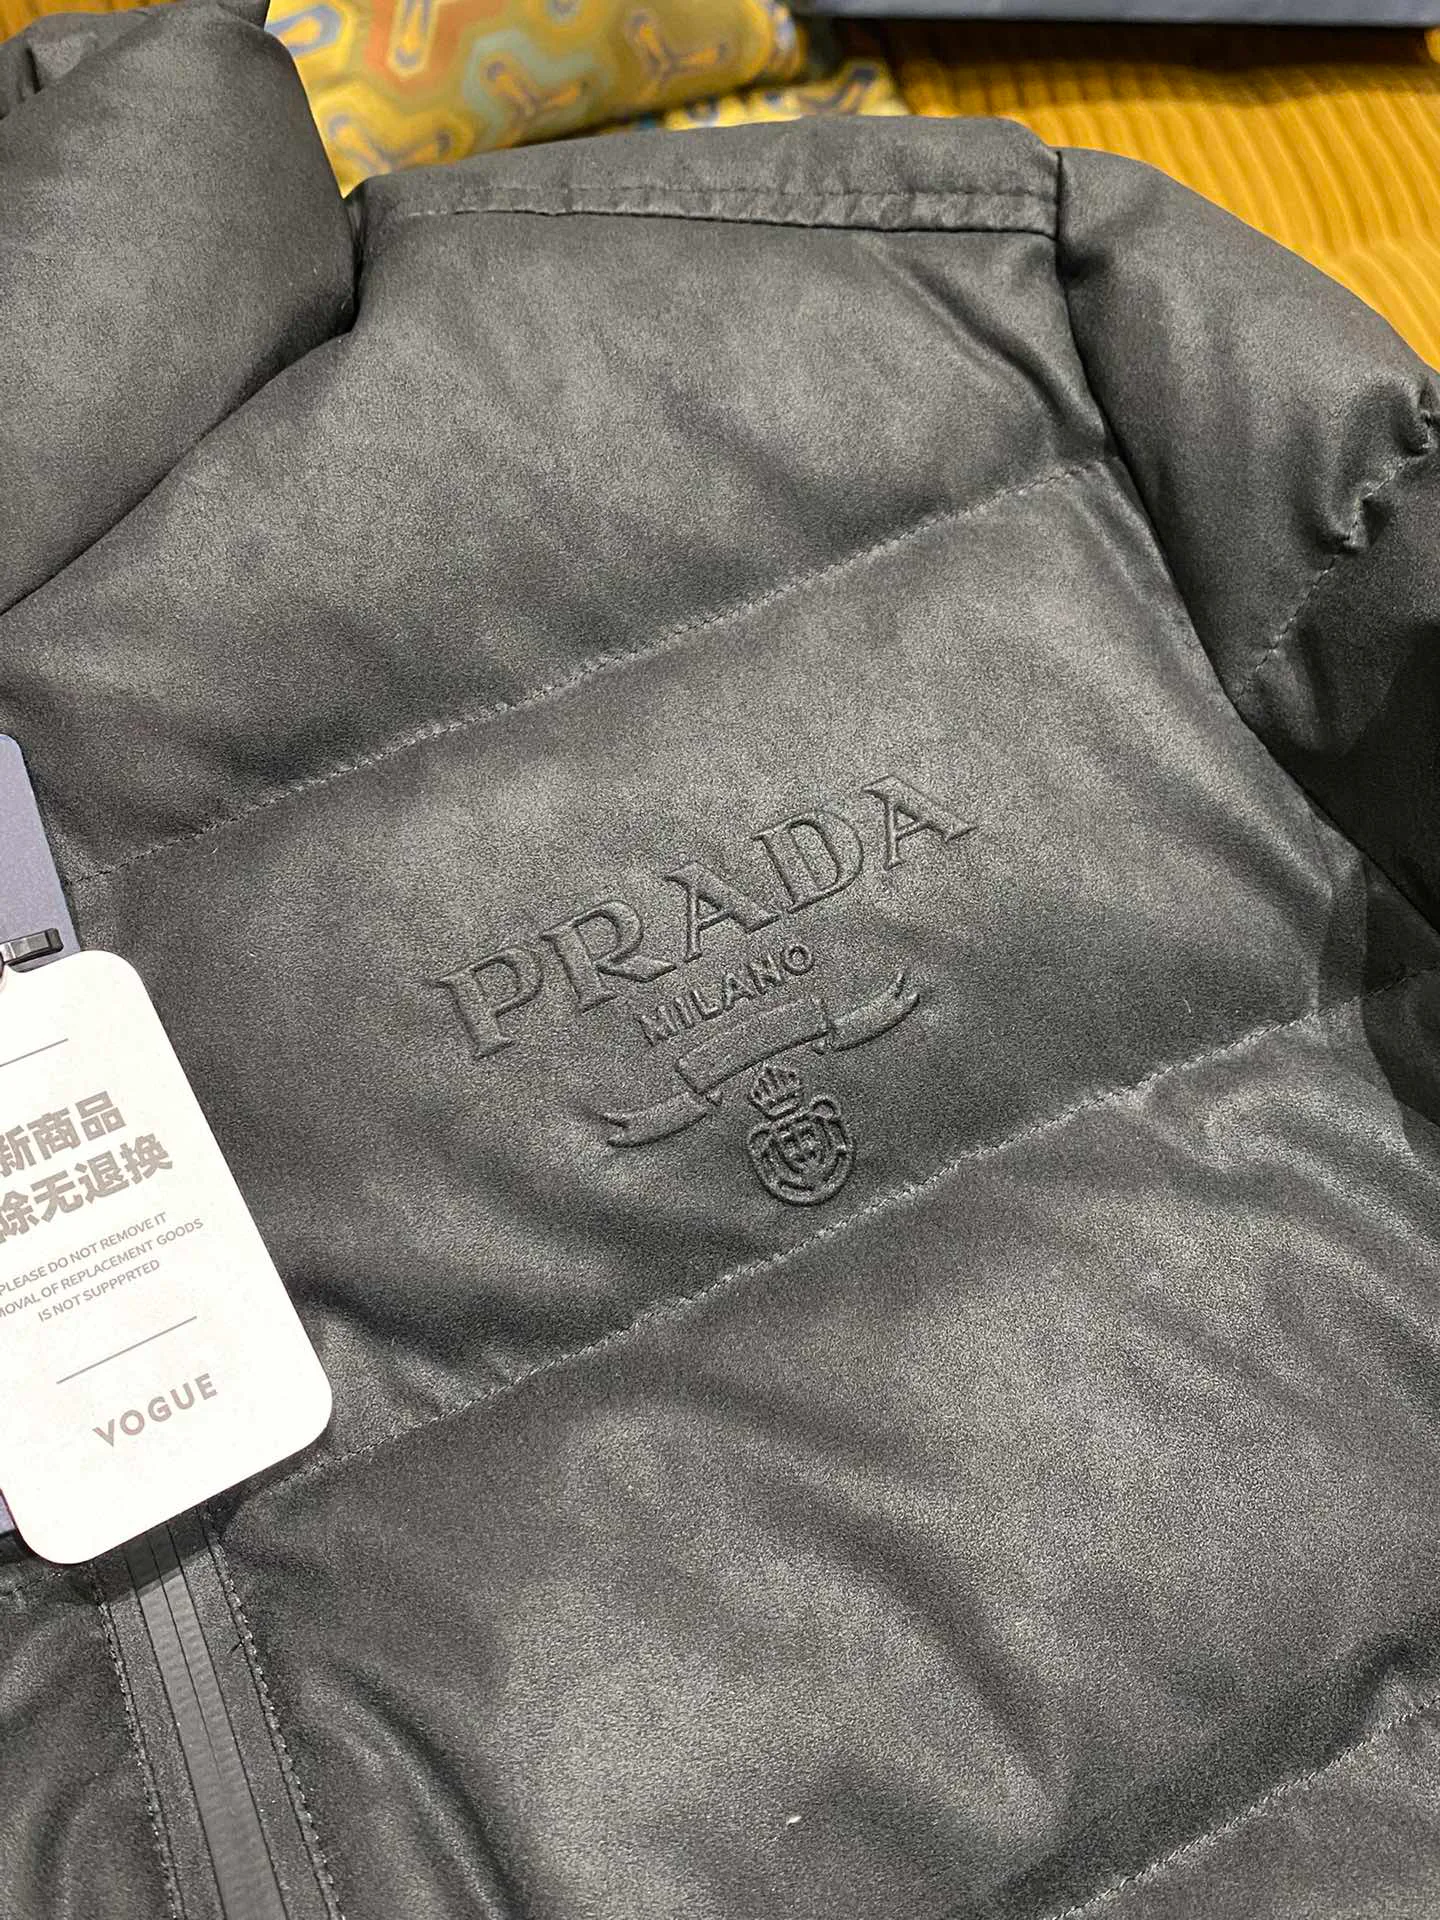 PRADA
MILANO
新商品
除无退换
PLEASE DO NOT REMOVE IT
OF REPLACEMENT GOODS
IS NOT SUPPPRTED
VOGUE